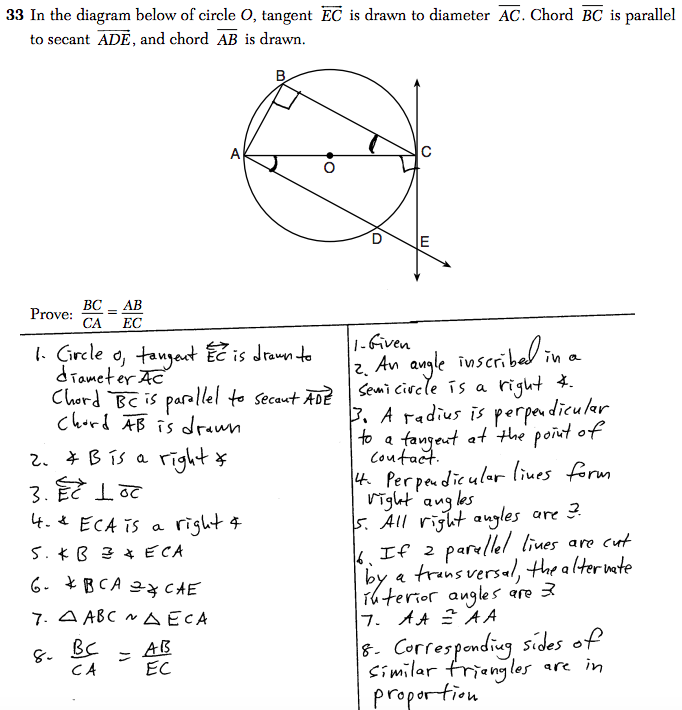 33 In the diagram below of circle O, tangent EC is drawn to diameter AC. Chord BC is parallel
to secant ADE, and chord AB is drawn.
B
A
C
O
D
E
Prove: BC/CA = AB/EC
1. Circle O, tangent EC is drawn to
diameter AC
Chord BC is parallel to secant ADE
Chord AB is drawn
2. ∡ B is a right ∡
3. EC ⊥ OC
4. ∡ ECA is a right ∡
5. ∡ B ≅ ∡ ECA
6. ∡ BCA ≅ ∡ CAE
7. △ ABC ~ △ ECA
8. BC/CA = AB/EC
1. Given
2. An angle inscribed in a
semicircle is a right ∡.
3. A radius is perpendicular
to a tangent at the point of
contact.
4. Perpendicular lines form
right angles
5. All right angles are ≅.
6. If 2 parallel lines are cut
by a transversal, the alternate
interior angles are ≅
7. AA ≅ AA
8. Corresponding sides of
similar triangles are in
proportion